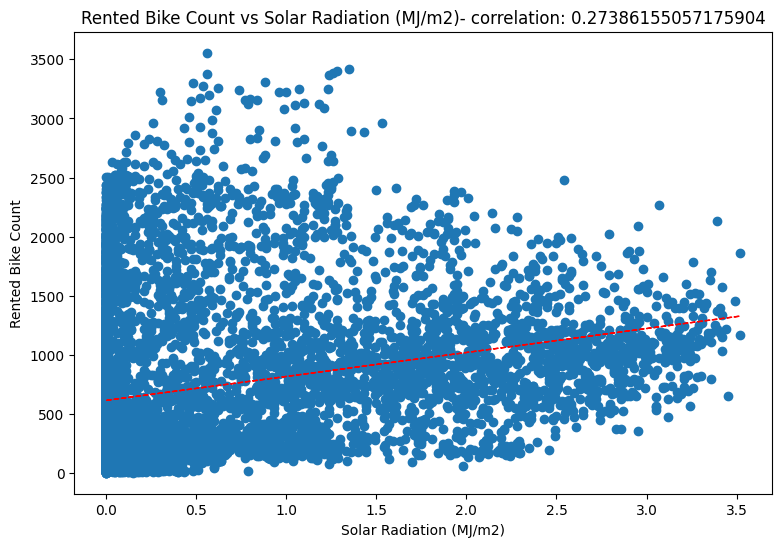 Rented Bike Count vs Solar Radiation (MJ/m2)- correlation: 0.27386155057175904
3500
3000
2500
2000
1500
1000
500
0
Rented Bike Count
0.0 0.5 1.0 1.5 2.0 2.5 3.0 3.5
Solar Radiation (MJ/m2)